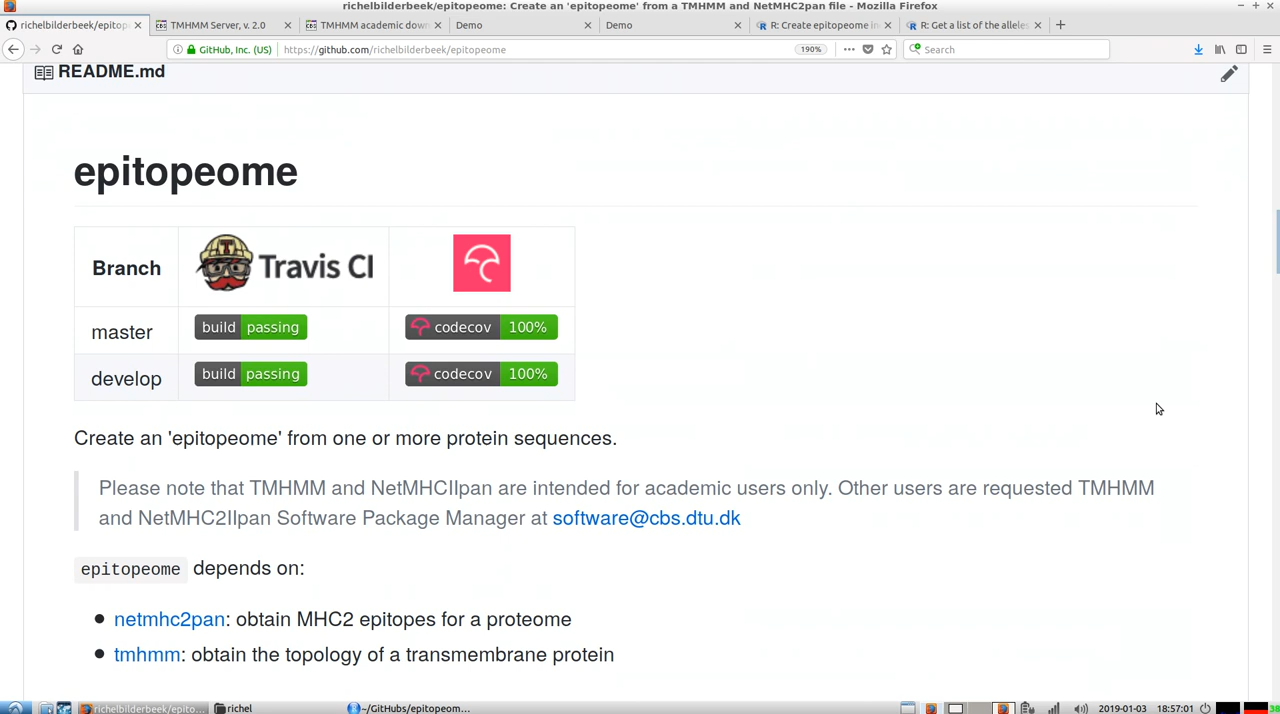 richelbilderbeek/epitopeome: Create an 'epitopeome' from a TMHMM and NetMHC2pan file - Mozilla Firefox
richelbilderbeek/epitop
TMHMM Server, v. 2.0
TMHMM academic dow
Demo
Demo
R: Create epitopeome in
R: Get a list of the alleles
GitHub, Inc. (US)
https://github.com/richelbilderbeek/epitopeome
190%
Search
README.md
epitopeome
Branch
Travis CI
master
build passing
codecov 100%
develop
build passing
codecov 100%
Create an 'epitopeome' from one or more protein sequences.
Please note that TMHMM and NetMHCIIpan are intended for academic users only. Other users are requested TMHMM
and NetMHC2IIpan Software Package Manager at software@cbs.dtu.dk
epitopeome depends on:
netmhc2pan: obtain MHC2 epitopes for a proteome
tmhmm: obtain the topology of a transmembrane protein
richelbilderbeek/epito...
richel
~/GitHubs/epitopeom...
2019-01-03
18:57:01
38